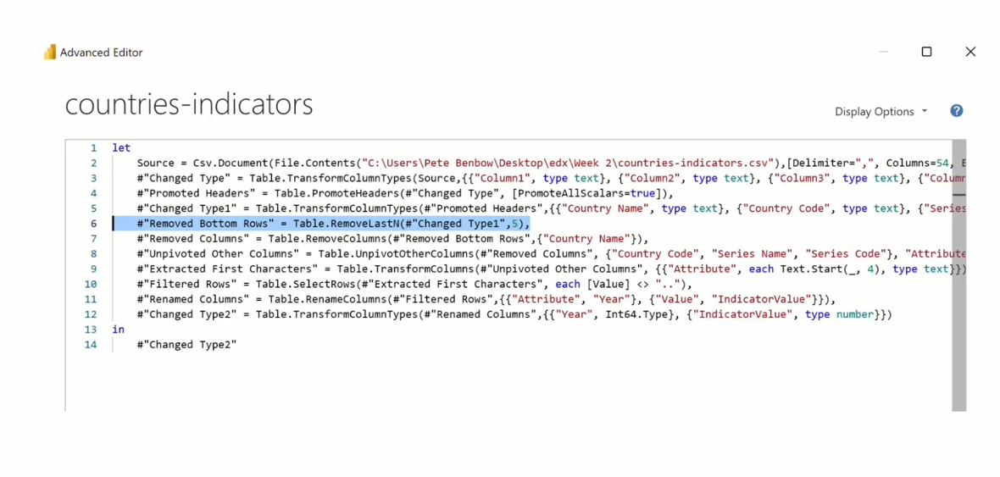 Advanced Editor
countries-indicators
Display Options
?
1 let
2 Source = Csv.Document(File.Contents("C:\Users\Pete Benbow\Desktop\edx\Week 2\countries-indicators.csv"),[Delimiter=",", Columns=54,
3 #"Changed Type" = Table.TransformColumnTypes(Source,{{"Column1", type text}, {"Column2", type text}, {"Column3", type text}, {"Colum
4 #"Promoted Headers" = Table.PromoteHeaders(#"Changed Type", [PromoteAllScalars=true]),
5 #"Changed Type1" = Table.TransformColumnTypes(#"Promoted Headers",{{"Country Name", type text}, {"Country Code", type text}, {"Series
6 #"Removed Bottom Rows" = Table.RemoveLastN(#"Changed Type1",5),
7 #"Removed Columns" = Table.RemoveColumns(#"Removed Bottom Rows",{"Country Name"}),
8 #"Unpivoted Other Columns" = Table.UnpivotOtherColumns(#"Removed Columns", {"Country Code", "Series Name", "Series Code"}, "Attribute
9 #"Extracted First Characters" = Table.TransformColumns(#"Unpivoted Other Columns", {{"Attribute", each Text.Start(_, 4), type text}})
10 #"Filtered Rows" = Table.SelectRows(#"Extracted First Characters", each [Value] <> ".."),
11 #"Renamed Columns" = Table.RenameColumns(#"Filtered Rows",{{"Attribute", "Year"}, {"Value", "IndicatorValue"}}),
12 #"Changed Type2" = Table.TransformColumnTypes(#"Renamed Columns",{{"Year", Int64.Type}, {"IndicatorValue", type number}})
13 in
14 #"Changed Type2"